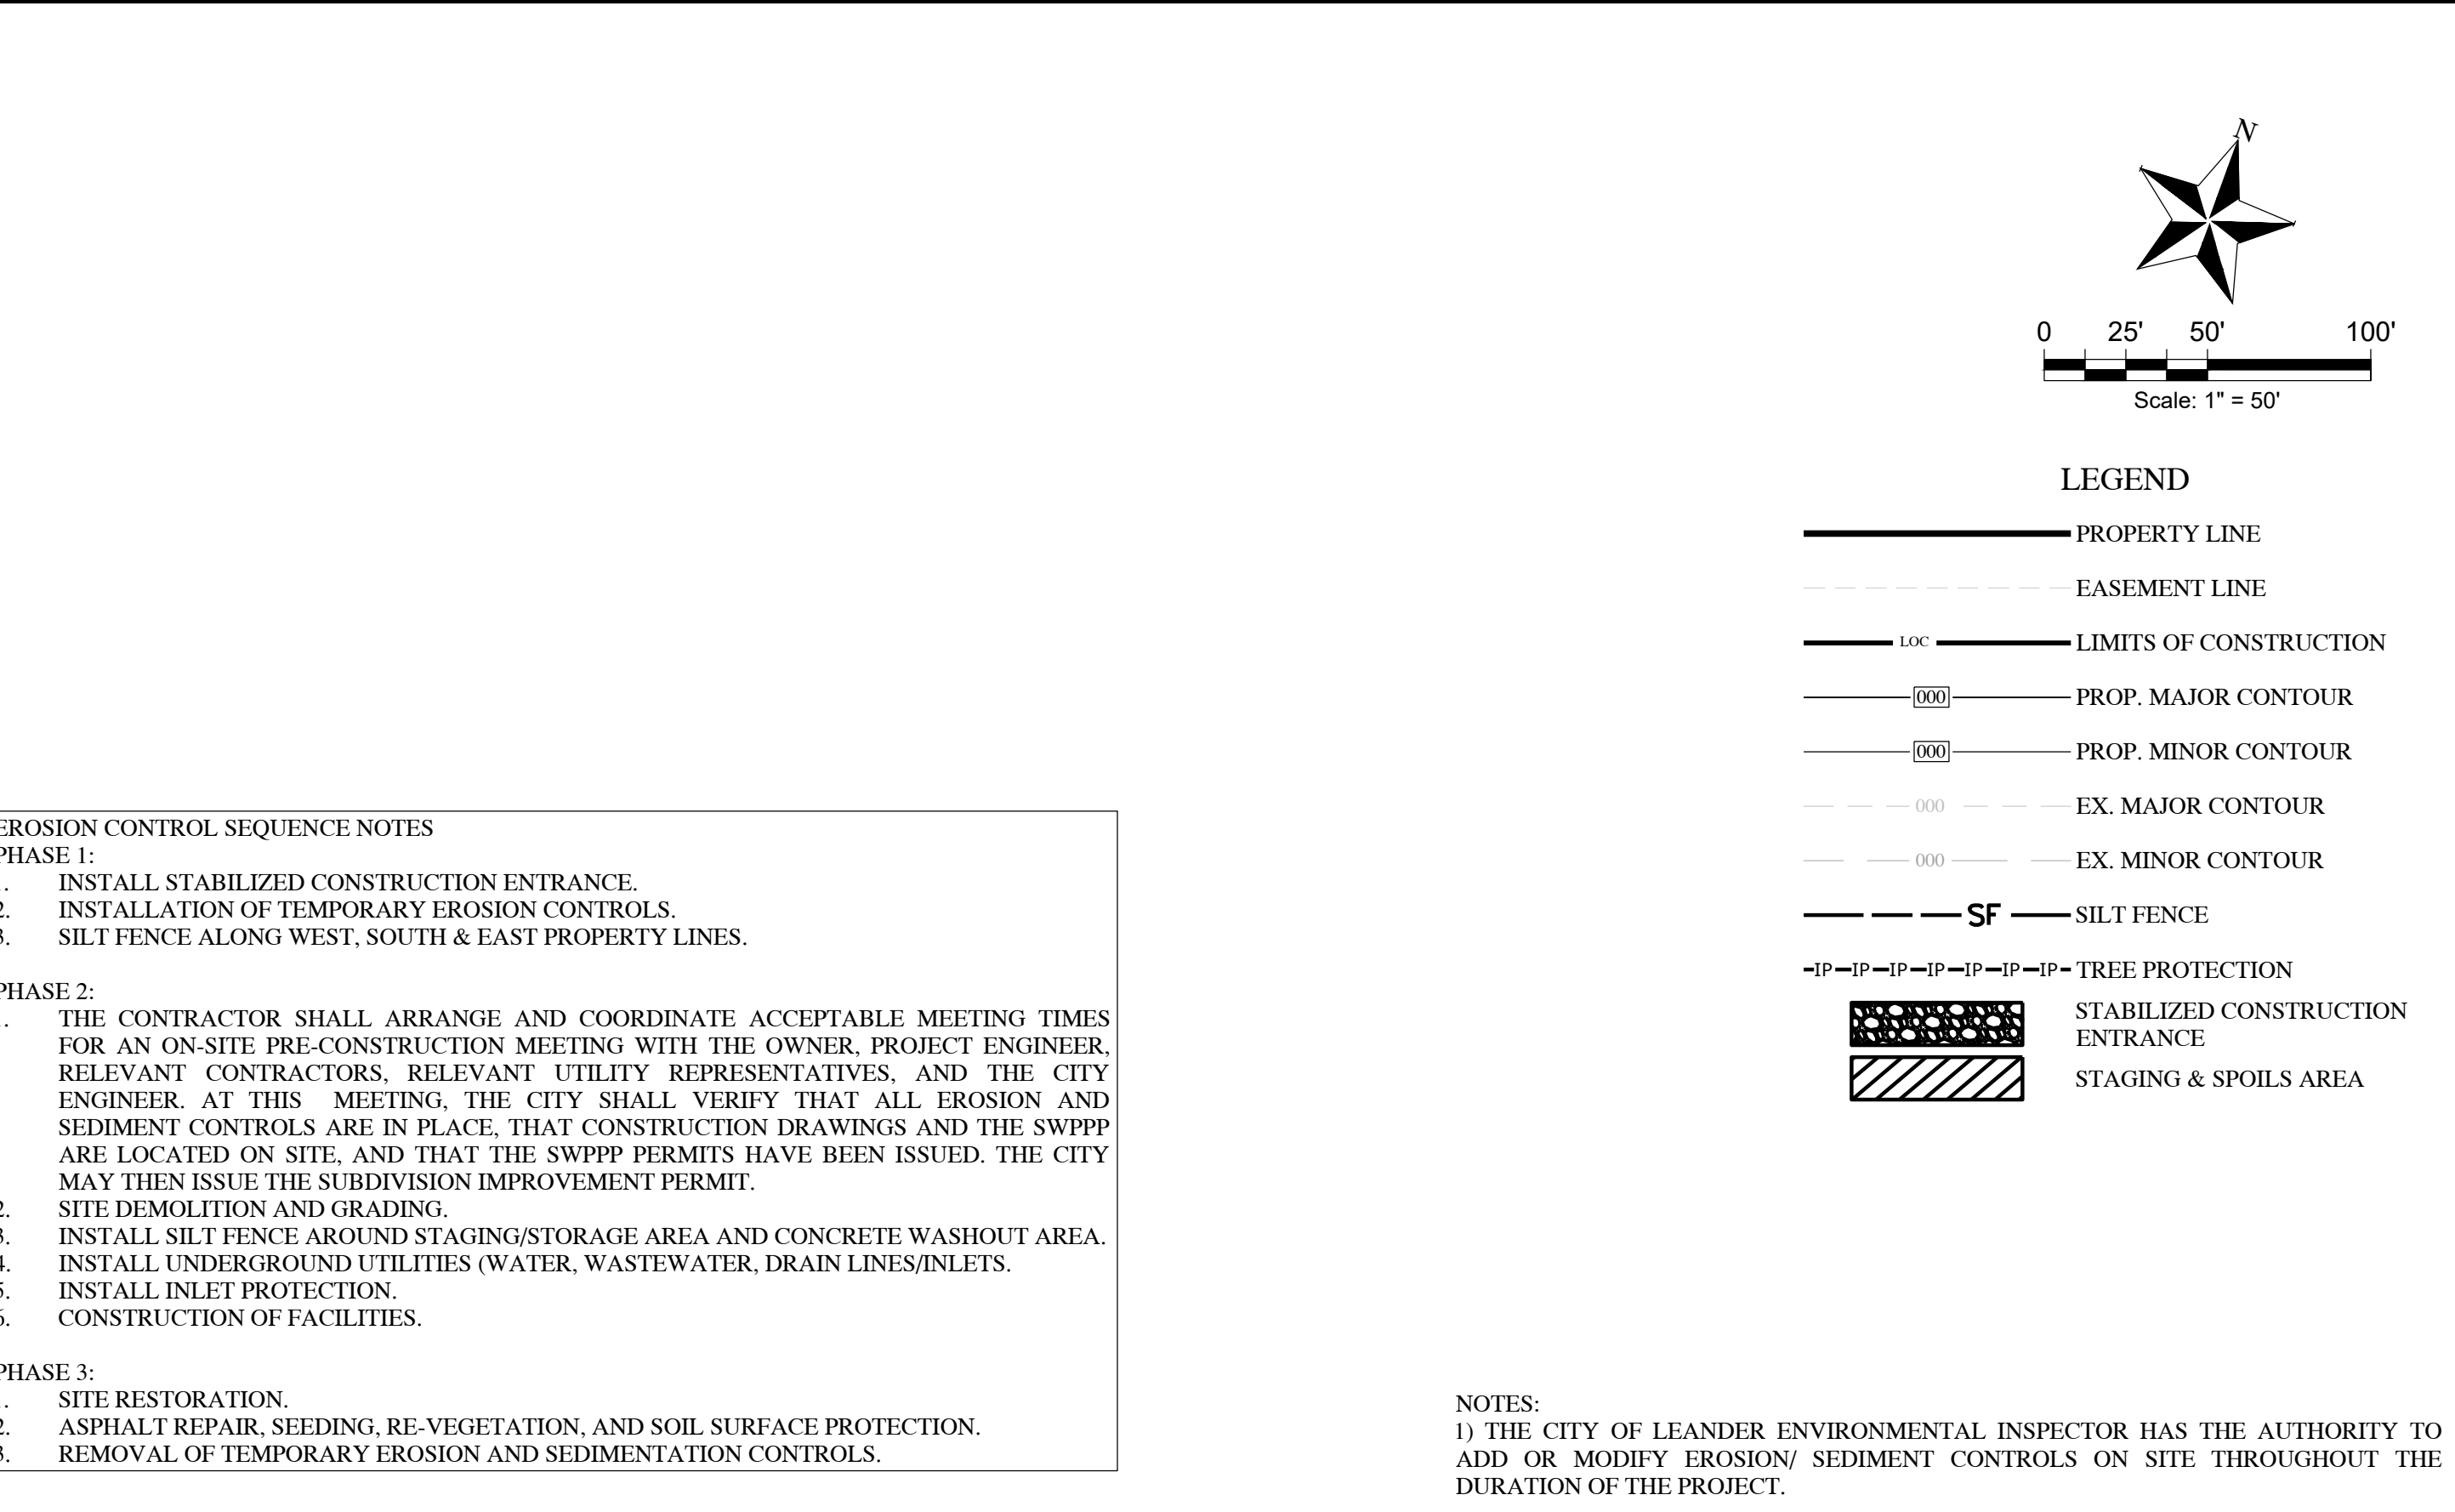 N
0 25' 50' 100'
Scale: 1" = 50'
LEGEND
PROPERTY LINE
EASEMENT LINE
LOC LIMITS OF CONSTRUCTION
000 PROP. MAJOR CONTOUR
000 PROP. MINOR CONTOUR
000 EX. MAJOR CONTOUR
000 EX. MINOR CONTOUR
SF SILT FENCE
IP IP IP IP IP IP IP TREE PROTECTION
STABILIZED CONSTRUCTION
ENTRANCE
STAGING & SPOILS AREA
EROSION CONTROL SEQUENCE NOTES
PHASE 1:
1. INSTALL STABILIZED CONSTRUCTION ENTRANCE.
2. INSTALLATION OF TEMPORARY EROSION CONTROLS.
3. SILT FENCE ALONG WEST, SOUTH & EAST PROPERTY LINES.
PHASE 2:
1. THE CONTRACTOR SHALL ARRANGE AND COORDINATE ACCEPTABLE MEETING TIMES
FOR AN ON-SITE PRE-CONSTRUCTION MEETING WITH THE OWNER, PROJECT ENGINEER,
RELEVANT CONTRACTORS, RELEVANT UTILITY REPRESENTATIVES, AND THE CITY
ENGINEER. AT THIS MEETING, THE CITY SHALL VERIFY THAT ALL EROSION AND
SEDIMENT CONTROLS ARE IN PLACE, THAT CONSTRUCTION DRAWINGS AND THE SWPPP
ARE LOCATED ON SITE, AND THAT THE SWPPP PERMITS HAVE BEEN ISSUED. THE CITY
MAY THEN ISSUE THE SUBDIVISION IMPROVEMENT PERMIT.
2. SITE DEMOLITION AND GRADING.
3. INSTALL SILT FENCE AROUND STAGING/STORAGE AREA AND CONCRETE WASHOUT AREA.
4. INSTALL UNDERGROUND UTILITIES (WATER, WASTEWATER, DRAIN LINES/INLETS.
5. INSTALL INLET PROTECTION.
6. CONSTRUCTION OF FACILITIES.
PHASE 3:
1. SITE RESTORATION.
2. ASPHALT REPAIR, SEEDING, RE-VEGETATION, AND SOIL SURFACE PROTECTION.
3. REMOVAL OF TEMPORARY EROSION AND SEDIMENTATION CONTROLS.
NOTES:
1) THE CITY OF LEANDER ENVIRONMENTAL INSPECTOR HAS THE AUTHORITY TO
ADD OR MODIFY EROSION/ SEDIMENT CONTROLS ON SITE THROUGHOUT THE
DURATION OF THE PROJECT.